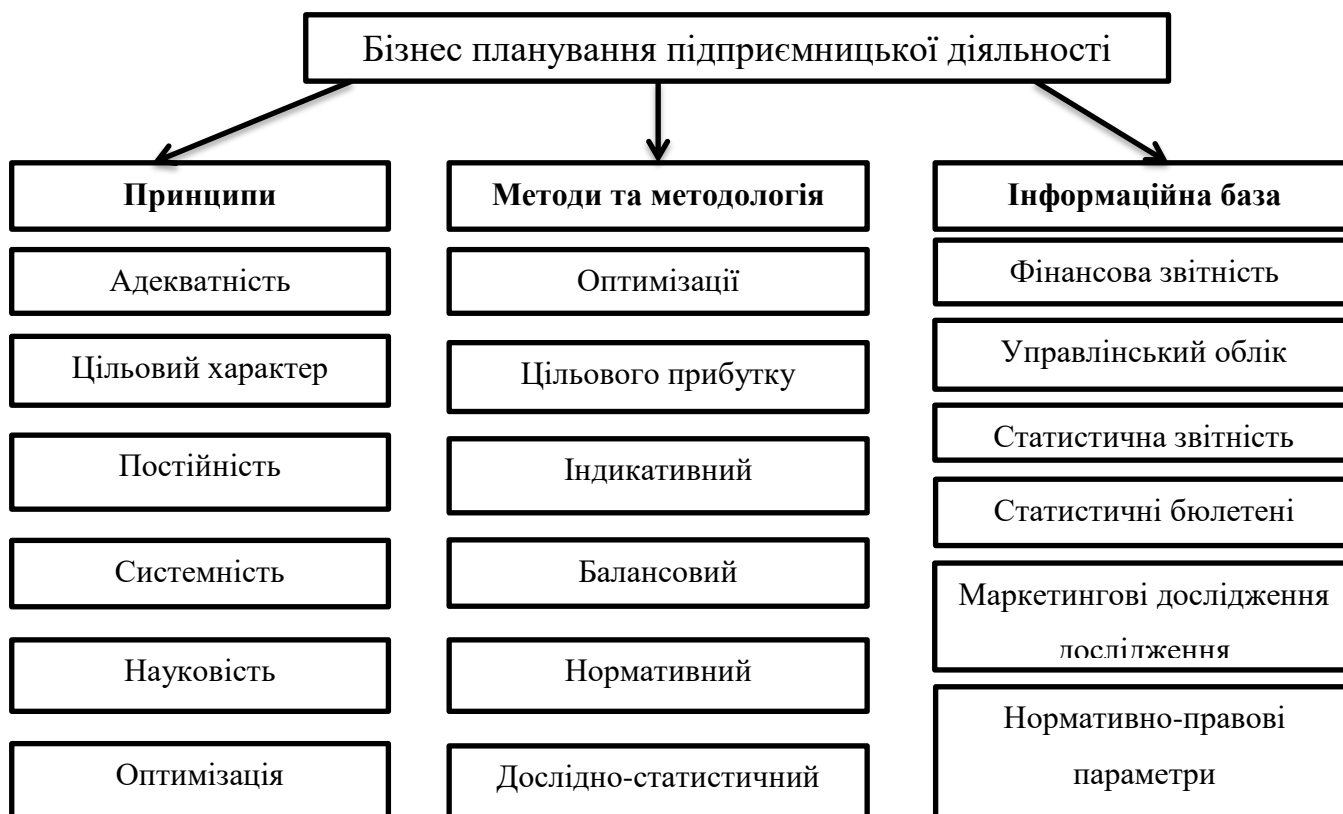 Бізнес планування підприємницької діяльності
Принципи
Адекватність
Цільовий характер
Постійність
Системність
Науковість
Оптимізація
Методи та методологія
Оптимізації
Цільового прибутку
Індикативний
Балансовий
Нормативний
Дослідно-статистичний
Інформаційна база
Фінансова звітність
Управлінський облік
Статистична звітність
Статистичні бюлетені
Маркетингові дослідження
дослідження
Нормативно-правові
параметри